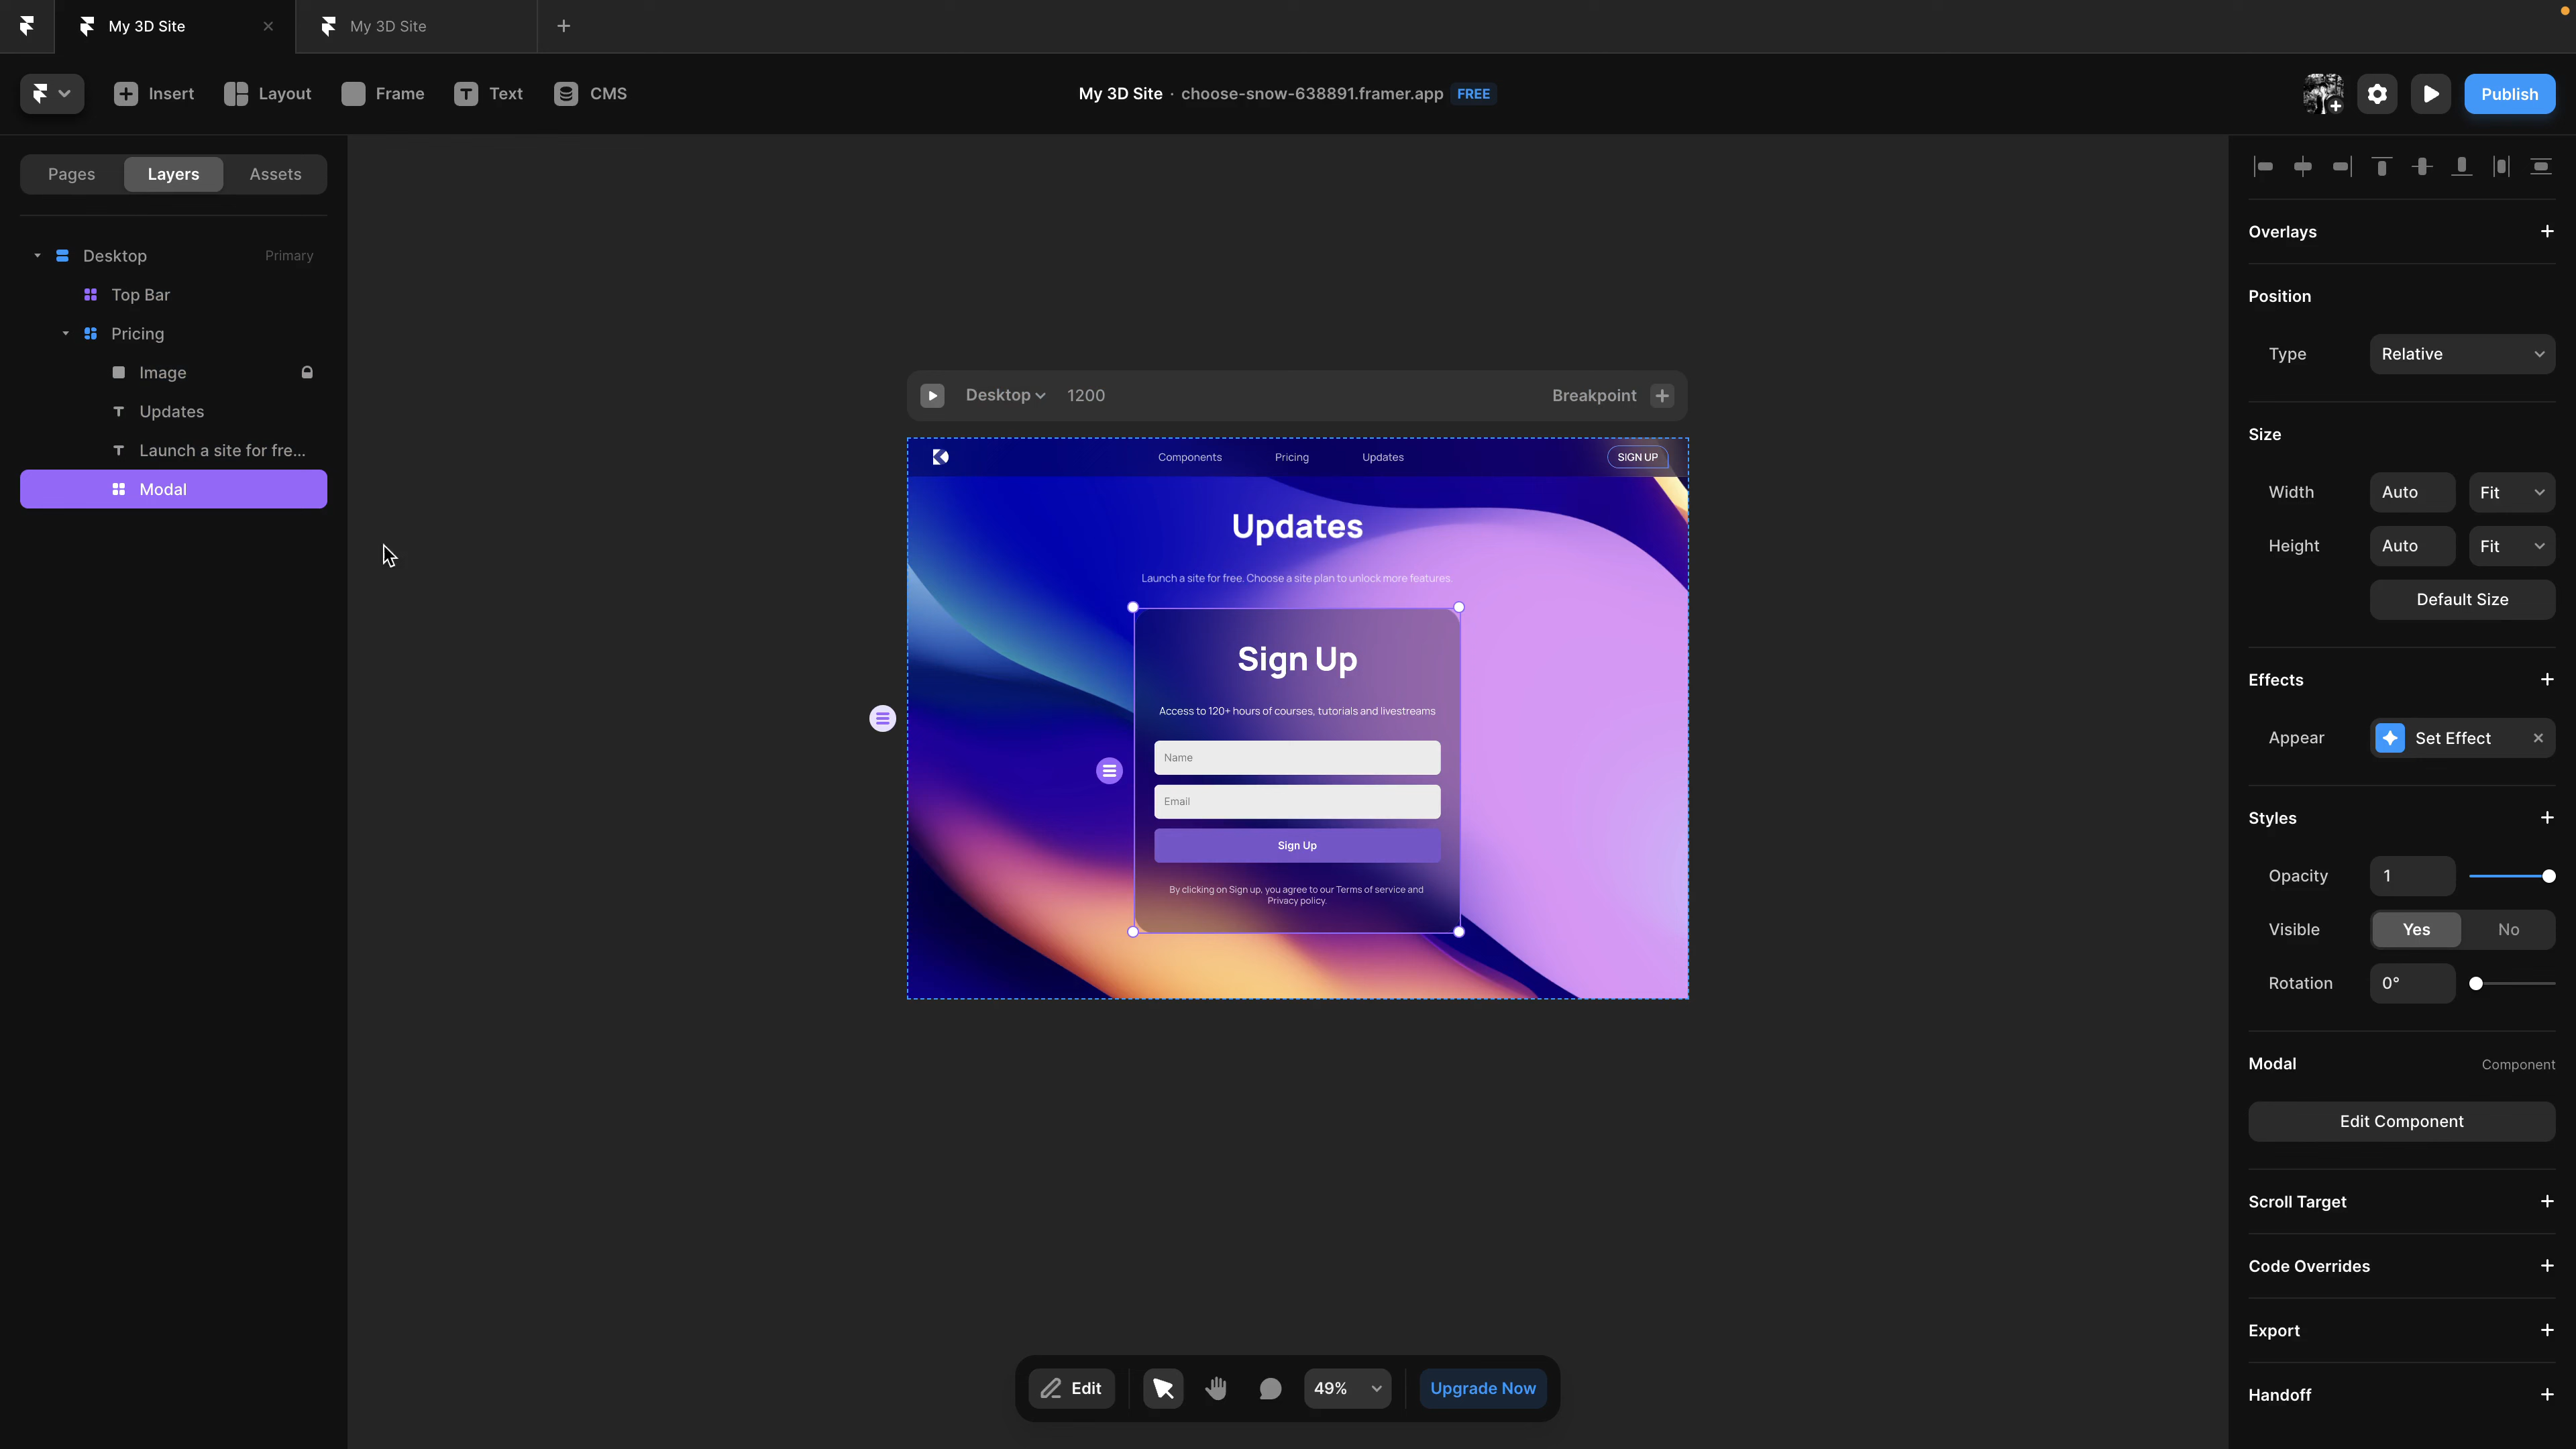 My 3D Site
My 3D Site
Insert
Layout
Frame
Text
CMS
My 3D Site · choose-snow-638891.framer.app FREE
Publish
Pages
Layers
Assets
Desktop
Primary
Top Bar
Pricing
Image
Updates
Launch a site for fre...
Modal
Desktop
1200
Breakpoint
Components
Pricing
Updates
SIGN UP
Updates
Launch a site for free. Choose a site plan to unlock more features.
Sign Up
Access to 120+ hours of courses, tutorials and livestreams
Name
Email
Sign Up
By clicking on Sign up, you agree to our Terms of service and
Privacy policy.
Edit
49%
Upgrade Now
Overlays
Position
Type
Relative
Size
Width
Auto
Fit
Height
Auto
Fit
Default Size
Effects
Appear
Set Effect
Styles
Opacity
1
Visible
Yes
No
Rotation
0°
Modal
Component
Edit Component
Scroll Target
Code Overrides
Export
Handoff